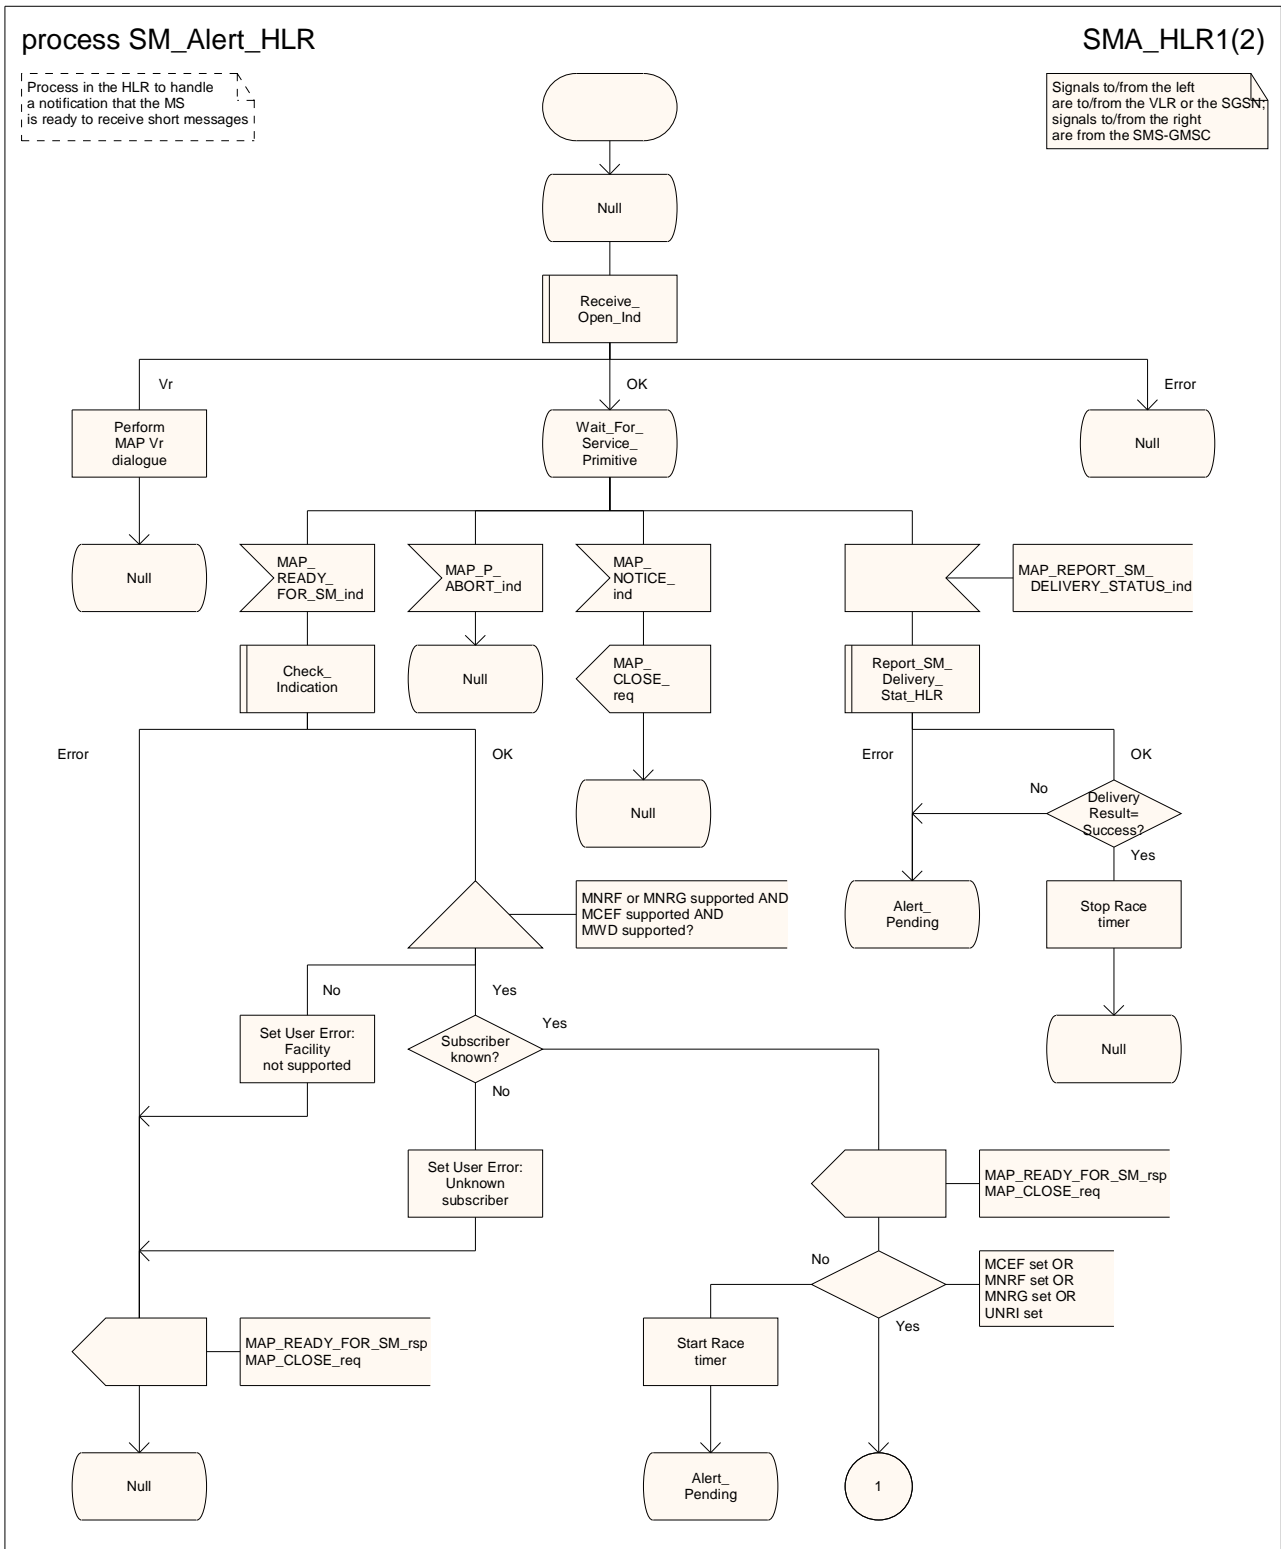 process SM_Alert_HLR
SMA_HLR1(2)
Process in the HLR to handle
a notification that the MS
is ready to receive short messages
Signals to/from the left
are to/from the VLR or the SGSN;
signals to/from the right
are from the SMS-GMSC
Null
Receive_
Open_Ind
Vr
OK
Error
Perform
MAP Vr
dialogue
Wait_For_
Service_
Primitive
Null
Null
MAP_
READY_
FOR_SM_ind
MAP_P_
ABORT_ind
MAP_
NOTICE_
ind
MAP_REPORT_SM_
DELIVERY_STATUS_ind
Check_
Indication
Null
MAP_
CLOSE_
req
Report_SM_
Delivery_
Stat_HLR
Error
OK
Error
OK
Null
No
Delivery
Result=
Success?
Yes
MNRF or MNRG supported AND
MCEF supported AND
MWD supported?
Alert_
Pending
Stop Race
timer
No
Yes
Set User Error:
Facility
not supported
Subscriber
known?
Yes
No
Null
Set User Error:
Unknown
subscriber
MAP_READY_FOR_SM_rsp
MAP_CLOSE_req
No
MCEF set OR
MNRF set OR
MNRG set OR
UNRI set
Yes
MAP_READY_FOR_SM_rsp
MAP_CLOSE_req
Start Race
timer
Null
Alert_
Pending
1